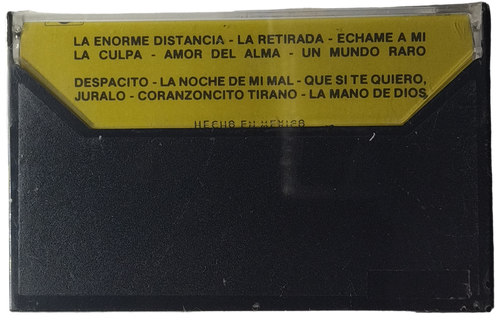 LA ENORME DISTANCIA - LA RETIRADA - ECHAME A MI
LA CULPA - AMOR DEL ALMA - UN MUNDO RARO
DESPACITO - LA NOCHE DE MI MAL - QUE SI TE QUIERO,
JURALO - CORANZONCITO TIRANO - LA MANO DE DIOS
HECHO EN MEXICO